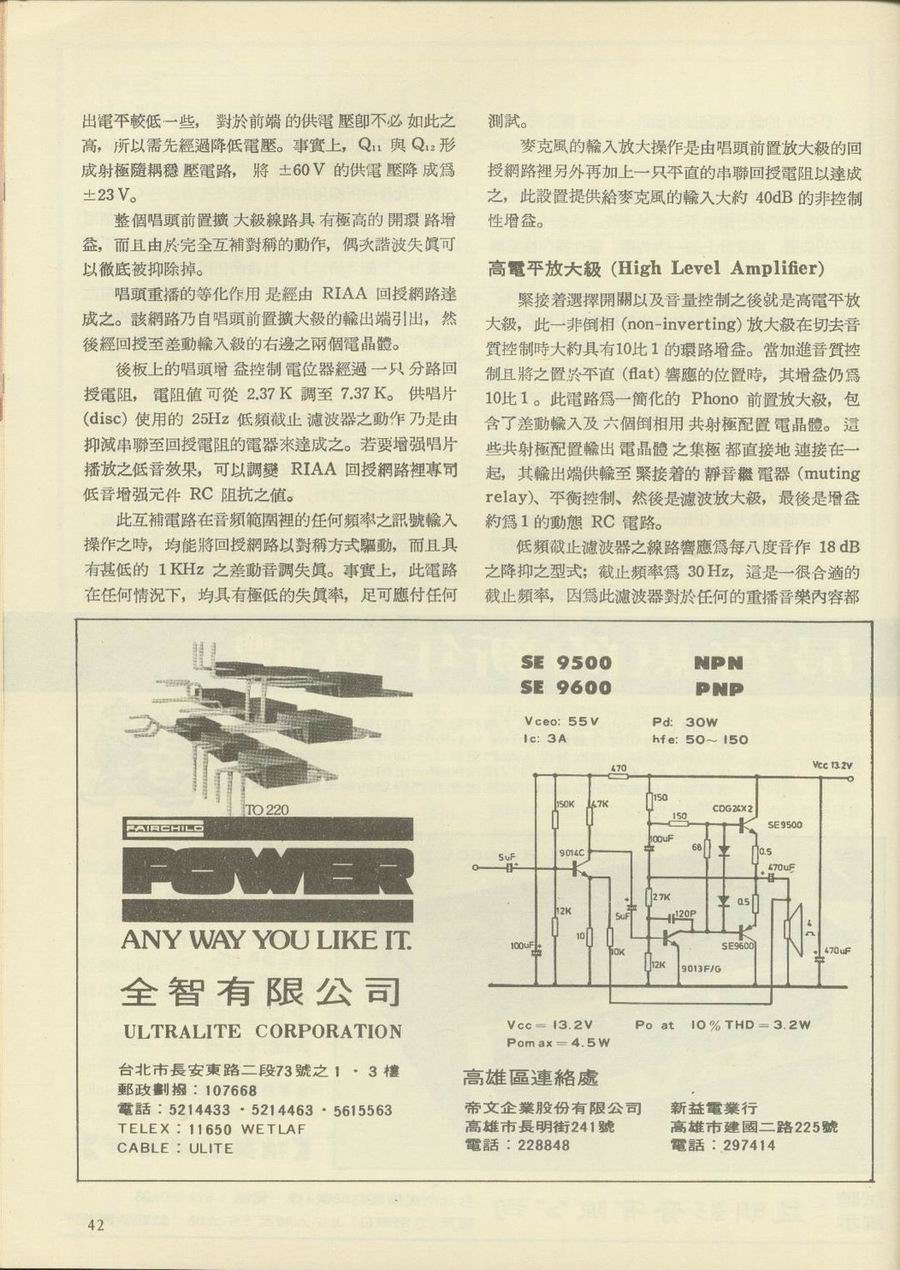 出電平較低一些，對於前端的供電壓卽不必如此之
高，所以需先經過降低電壓。事實上，Q₁₁ 與 Q₁₂ 形
成射極隨耦穩壓電路，將 ±60 V 的供電壓降成爲
±23 V。
整個唱頭前置擴大級線路具有極高的開環路增
益，而且由於完全互補對稱的動作，偶次諧波失眞可
以徹底被抑除掉。
唱頭重播的等化作用是經由 RIAA 回授網路達
成之。該網路乃自唱頭前置擴大級的輸出端引出，然
後經回授至差動輸入級的右邊之兩個電晶體。
後板上的唱頭增益控制電位器經過一只分路回
授電阻，電阻値可從 2.37 K 調至 7.37 K。供唱片
(disc) 使用的 25Hz 低頻截止濾波器之動作乃是由
抑減串聯至回授電阻的電器來達成之。若要增强唱片
播放之低音效果，可以調變 RIAA 回授網路裡專司
低音增强元件 RC 阻抗之値。
此互補電路在音頻範圍裡的任何頻率之訊號輸入
操作之時，均能將回授網路以對稱方式驅動，而且具
有甚低的 1 KHz 之差動音調失眞。事實上，此電路
在任何情況下，均具有極低的失眞率，足可應付任何
測試。
麥克風的輸入放大操作是由唱頭前置放大級的回
授網路裡另外再加上一只平直的串聯回授電阻以達成
之，此設置提供給麥克風的輸入大約 40dB 的非控制
性增益。
高電平放大級 (High Level Amplifier)
緊接着選擇開關以及音量控制之後就是高電平放
大級，此一非倒相 (non-inverting) 放大級在切去音
質控制時大約具有10比 1 的環路增益。當加進音質控
制且將之置於平直 (flat) 響應的位置時，其增益仍爲
10比 1 。此電路爲一簡化的 Phono 前置放大級，包
含了差動輸入及六個倒相用共射極配置電晶體。這
些共射極配置輸出電晶體之集極都直接地連接在一
起，其輸出端供輸至緊接着的靜音繼電器 (muting
relay)、平衡控制、然後是濾波放大級，最後是增益
約爲 1 的動態 RC 電路。
低頻截止濾波器之線路響應爲每八度音作 18 dB
之降抑之型式；截止頻率爲 30 Hz，這是一很合適的
截止頻率，因爲此濾波器對於任何的重播音樂內容都
TO 220
FAIRCHILD
POWER
ANY WAY YOU LIKE IT.
全智有限公司
ULTRALITE CORPORATION
台北市長安東路二段73號之 1 · 3 樓
郵政劃撥：107668
電話：5214433 · 5214463 · 5615563
TELEX：11650 WETLAF
CABLE：ULITE
SE 9500 NPN
SE 9600 PNP
Vceo: 55V Pd: 30W
Ic: 3A hfe: 50～150
470
Vcc 13.2V
150K
4.7K
150
150
CDG24X2
SE9500
100uF
68
0.5
9014C
5uF
470uF
27K
0.5
12K
5uF
120P
4
SE9600
100uF
10
10K
12K
9013F/G
470uF
Vcc = 13.2V Po at 10% THD = 3.2W
Pomax = 4.5W
高雄區連絡處
帝文企業股份有限公司
高雄市長明街241號
電話：228848
新益電業行
高雄市建國二路225號
電話：297414
42